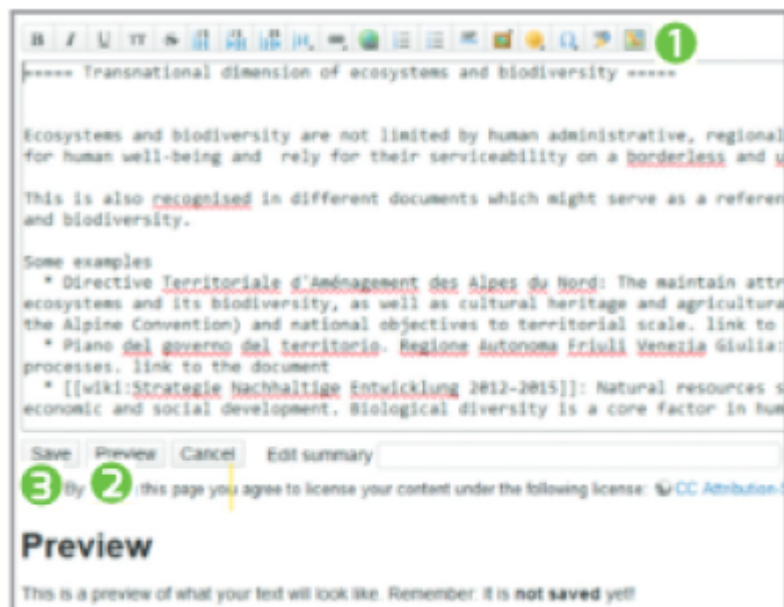 B I U TT S
1
===== Transnational dimension of ecosystems and biodiversity =====
Ecosystems and biodiversity are not limited by human administrative, regional
for human well-being and  rely for their serviceability on a borderless and u
This is also recognised in different documents which might serve as a referen
and biodiversity.
Some examples
  * Directive Territoriale d'Aménagement des Alpes du Nord: The maintain attr
ecosystems and its biodiversity, as well as cultural heritage and agricultur
the Alpine Convention) and national objectives to territorial scale. link to
  * Piano del governo del territorio. Regione Autonoma Friuli Venezia Giulia:
processes. link to the document
  * [[wiki:Strategie Nachhaltige Entwicklung 2012-2015]]: Natural resources s
economic and social development. Biological diversity is a core factor in hum
Save Preview Cancel Edit summary
3 By 2 this page you agree to license your content under the following license: CC Attribution-S
Preview
This is a preview of what your text will look like. Remember: It is not saved yet!